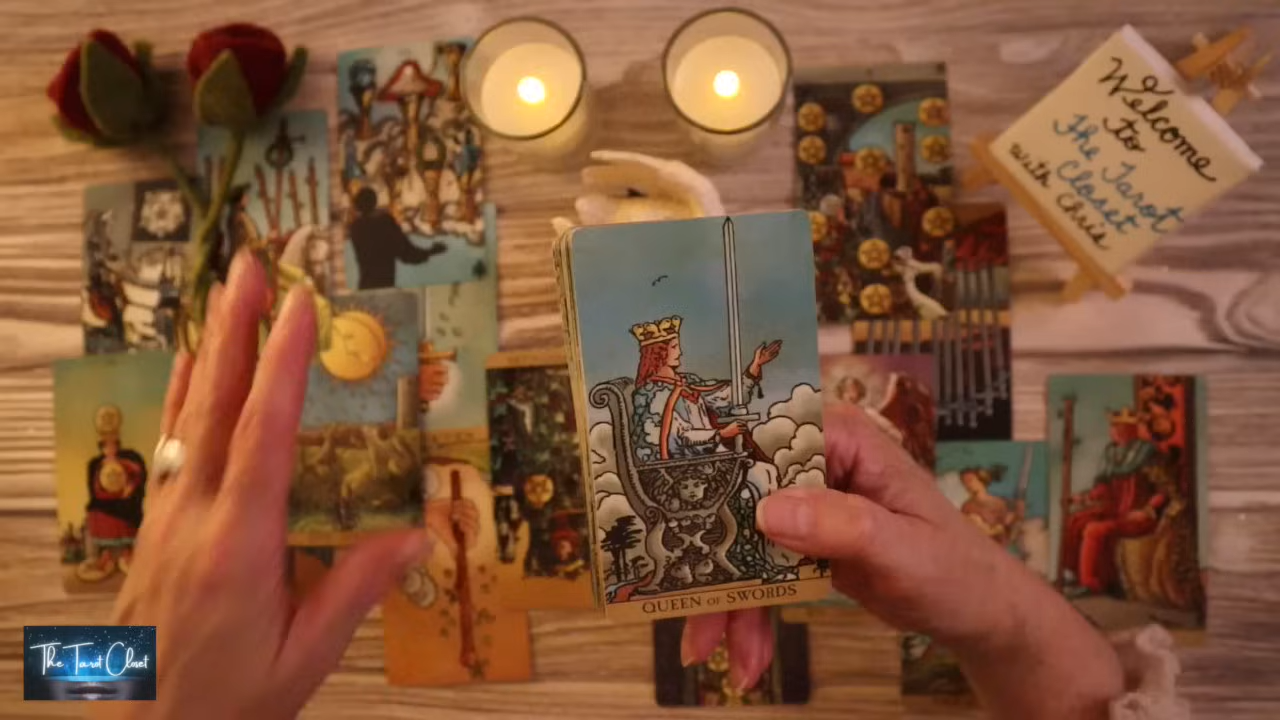 Welcome
to
The Tarot
Closet
with Chris
QUEEN OF SWORDS
The Tarot Closet